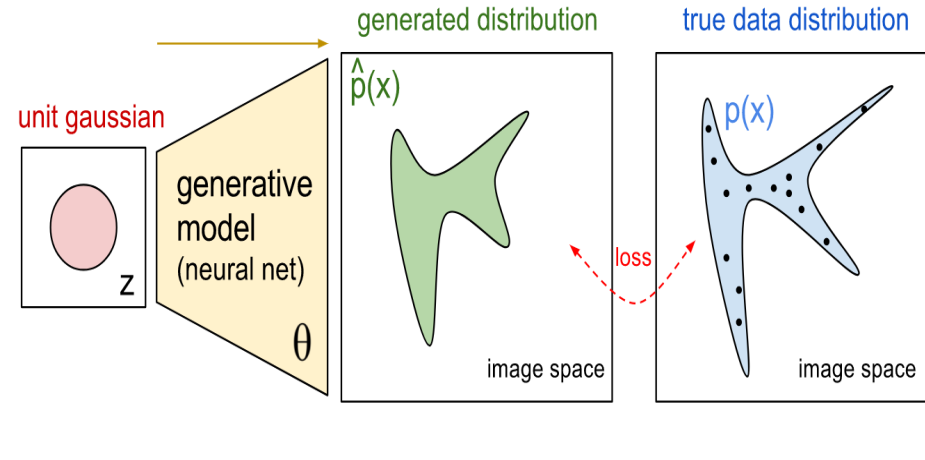 generated distribution
true data distribution
p̂(x)
p(x)
unit gaussian
generative
model
(neural net)
z
θ
loss
image space
image space